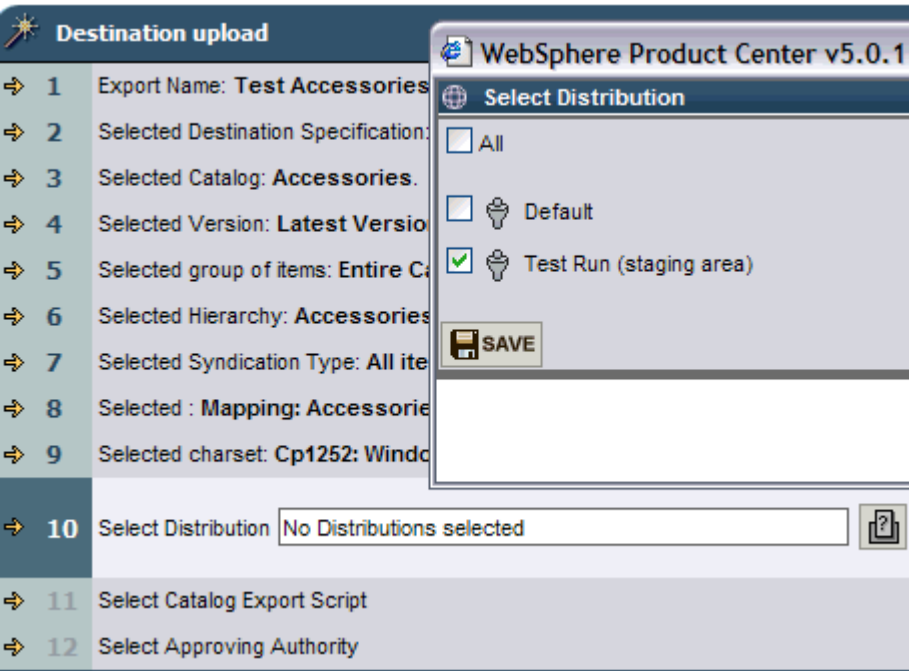 Destination upload
1 Export Name: Test Accessories
2 Selected Destination Specification:
3 Selected Catalog: Accessories.
4 Selected Version: Latest Versio
5 Selected group of items: Entire Ca
6 Selected Hierarchy: Accessories
7 Selected Syndication Type: All ite
8 Selected : Mapping: Accessorie
9 Selected charset: Cp1252: Windo
10 Select Distribution No Distributions selected
11 Select Catalog Export Script
12 Select Approving Authority
WebSphere Product Center v5.0.1
Select Distribution
All
Default
Test Run (staging area)
SAVE